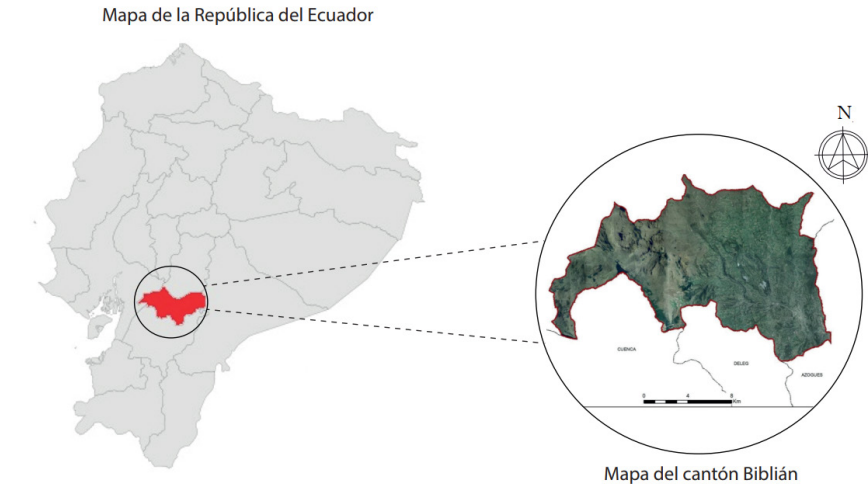 Mapa de la República del Ecuador
N
CUENCA
DELEG
AZOGUES
0 4 8
Km
Mapa del cantón Biblián